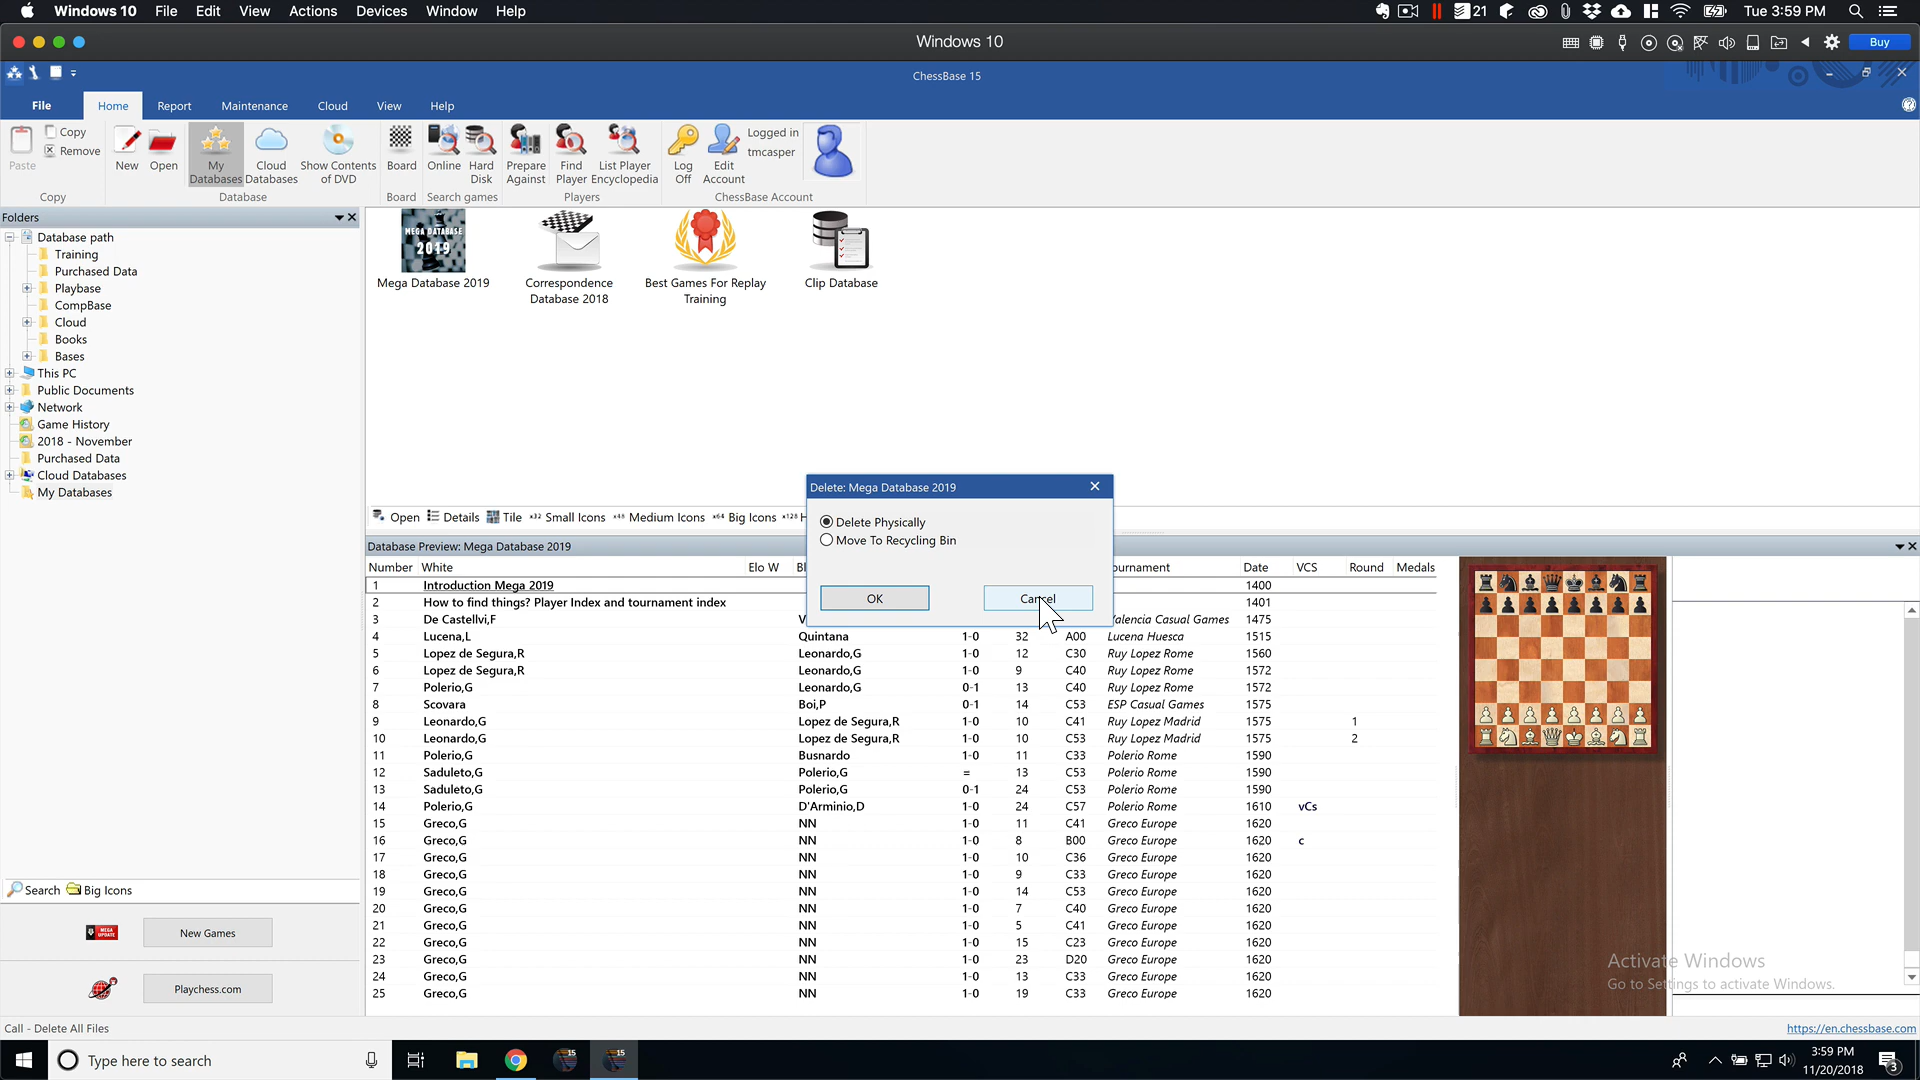 Windows 10 File Edit View Actions Devices Window Help 21 Tue 3:59 PM
Windows 10 Buy
ChessBase 15
File Home Report Maintenance Cloud View Help
Paste Copy Remove New Open My Databases Cloud Databases Show Contents of DVD Board Online Hard Disk Prepare Against Find Player List Player Encyclopedia Log Off Edit Account Logged in tmcasper
Copy Database Board Search games Players ChessBase Account
Folders
Database path
Training
Purchased Data
Playbase
CompBase
Cloud
Books
Bases
This PC
Public Documents
Network
Game History
2018 - November
Purchased Data
Cloud Databases
My Databases
Search Big Icons
New Games
Playchess.com
MEGA DATABASE
2019
Mega Database 2019
Correspondence
Database 2018
Best Games For Replay
Training
Clip Database
Open Details Tile x32 Small Icons x48 Medium Icons x64 Big Icons x128 H
Delete: Mega Database 2019
Delete Physically
Move To Recycling Bin
OK Cancel
Database Preview: Mega Database 2019
Number White Elo W Bl ournament Date VCS Round Medals
1 Introduction Mega 2019 1400
2 How to find things? Player Index and tournament index 1401
3 De Castellvi,F V alencia Casual Games 1475
4 Lucena,L Quintana 1-0 32 A00 Lucena Huesca 1515
5 Lopez de Segura,R Leonardo,G 1-0 12 C30 Ruy Lopez Rome 1560
6 Lopez de Segura,R Leonardo,G 1-0 9 C40 Ruy Lopez Rome 1572
7 Polerio,G Leonardo,G 0-1 13 C40 Ruy Lopez Rome 1572
8 Scovara Boi,P 0-1 14 C53 ESP Casual Games 1575
9 Leonardo,G Lopez de Segura,R 1-0 10 C41 Ruy Lopez Madrid 1575 1
10 Leonardo,G Lopez de Segura,R 1-0 10 C53 Ruy Lopez Madrid 1575 2
11 Polerio,G Busnardo 1-0 11 C33 Polerio Rome 1590
12 Saduleto,G Polerio,G = 13 C53 Polerio Rome 1590
13 Saduleto,G Polerio,G 0-1 24 C53 Polerio Rome 1590
14 Polerio,G D'Arminio,D 1-0 24 C57 Polerio Rome 1610 vCs
15 Greco,G NN 1-0 11 C41 Greco Europe 1620
16 Greco,G NN 1-0 8 B00 Greco Europe 1620 c
17 Greco,G NN 1-0 10 C36 Greco Europe 1620
18 Greco,G NN 1-0 9 C33 Greco Europe 1620
19 Greco,G NN 1-0 14 C53 Greco Europe 1620
20 Greco,G NN 1-0 7 C40 Greco Europe 1620
21 Greco,G NN 1-0 5 C41 Greco Europe 1620
22 Greco,G NN 1-0 15 C23 Greco Europe 1620
23 Greco,G NN 1-0 23 D20 Greco Europe 1620
24 Greco,G NN 1-0 13 C33 Greco Europe 1620
25 Greco,G NN 1-0 19 C33 Greco Europe 1620
Activate Windows
Go to Settings to activate Windows.
Call - Delete All Files https://en.chessbase.com
Type here to search 15 15 3:59 PM
11/20/2018 3